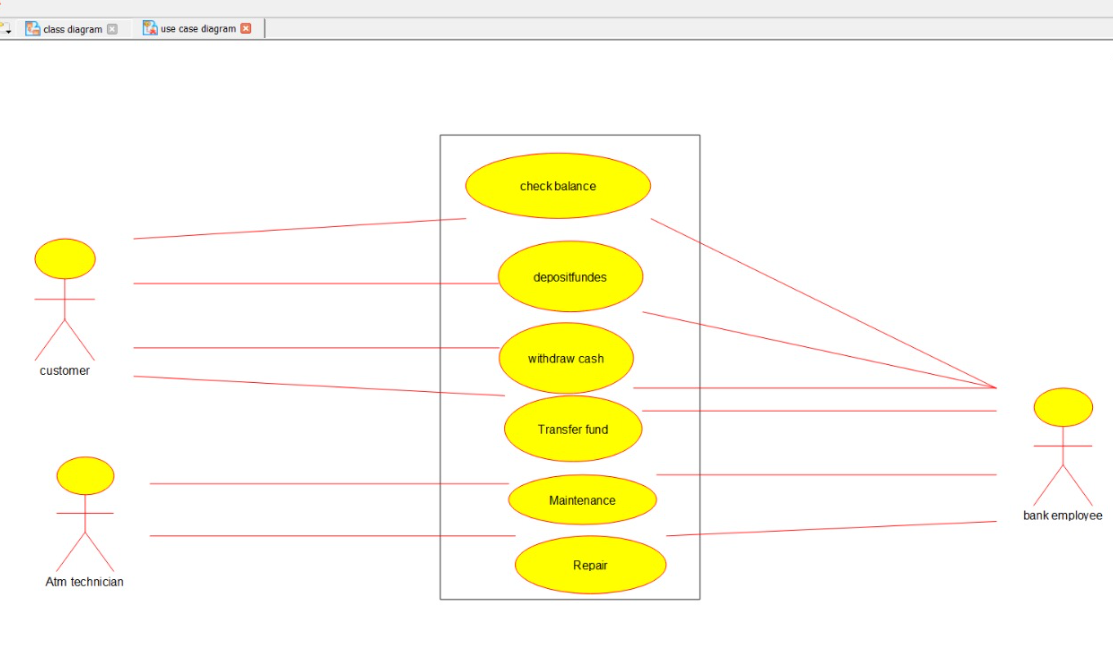 class diagram
use case diagram
check balance
depositfundes
withdraw cash
customer
Transfer fund
Maintenance
bank employee
Repair
Atm technician